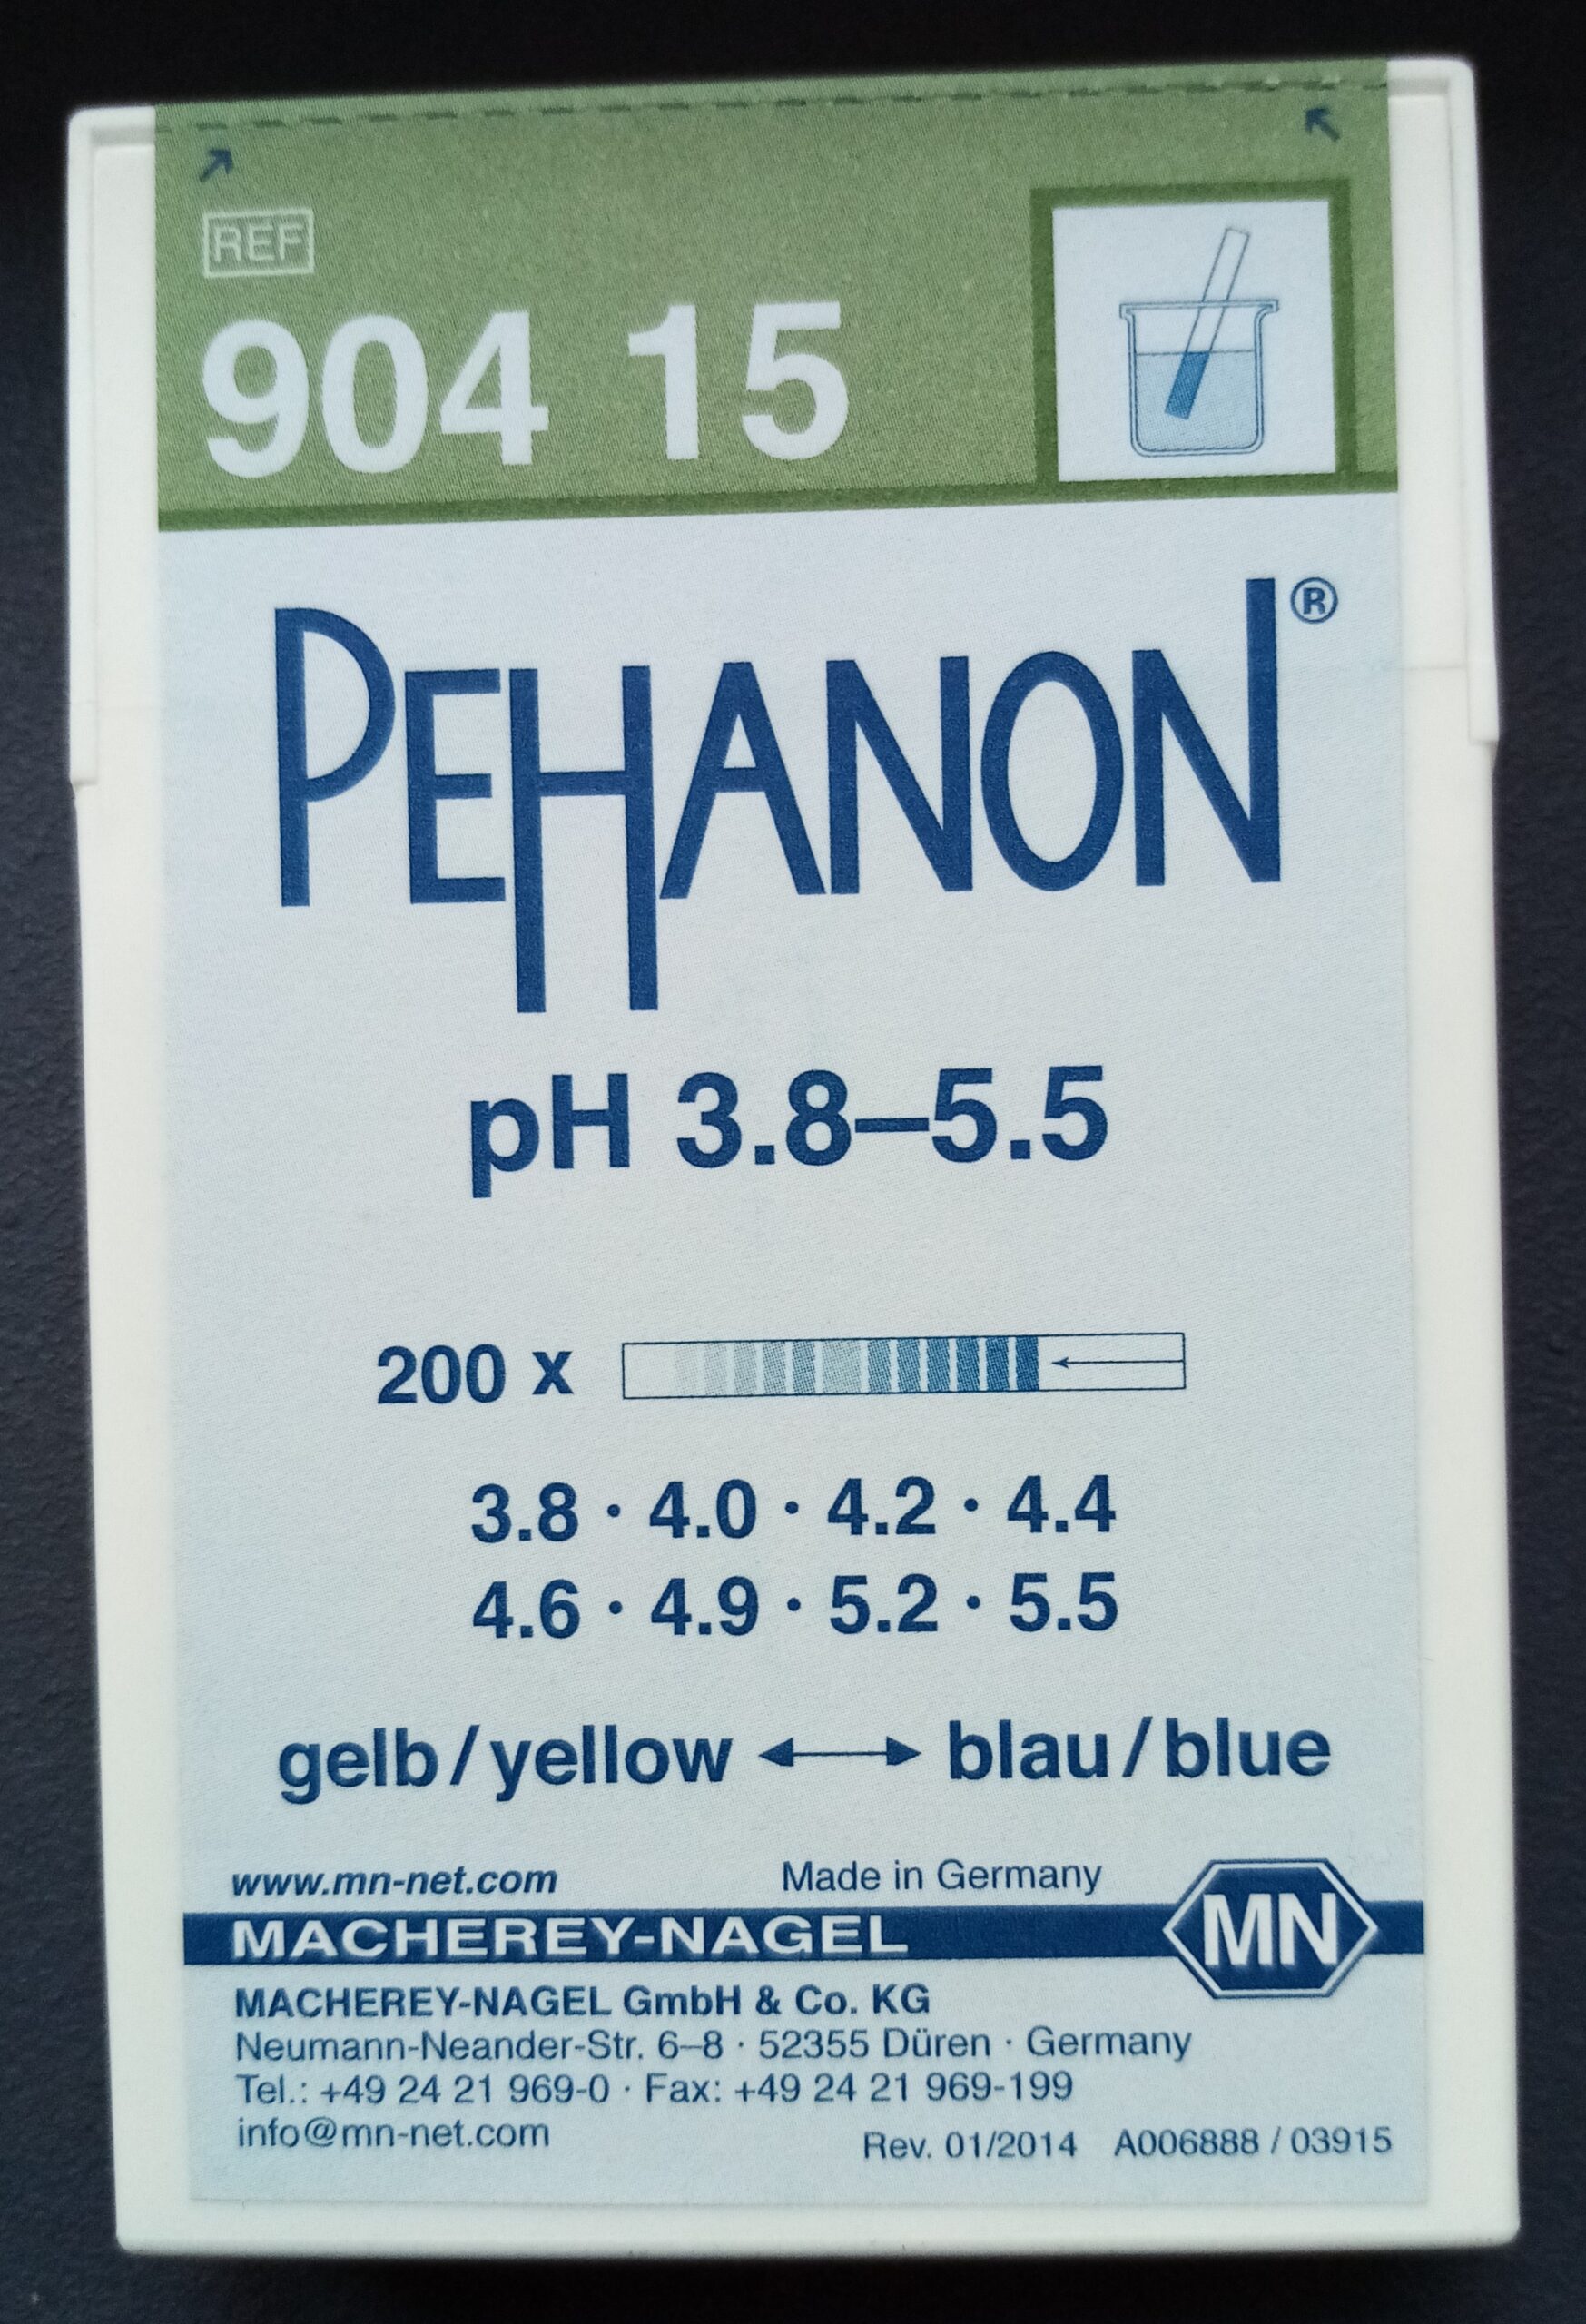 REF
904 15
PEHANON®
pH 3.8–5.5
200 x
3.8 · 4.0 · 4.2 · 4.4
4.6 · 4.9 · 5.2 · 5.5
gelb / yellow ↔ blau / blue
www.mn-net.com Made in Germany
MACHEREY-NAGEL MN
MACHEREY-NAGEL GmbH & Co. KG
Neumann-Neander-Str. 6–8 · 52355 Düren · Germany
Tel.: +49 24 21 969-0 · Fax: +49 24 21 969-199
info@mn-net.com
Rev. 01/2014 A006888 / 03915